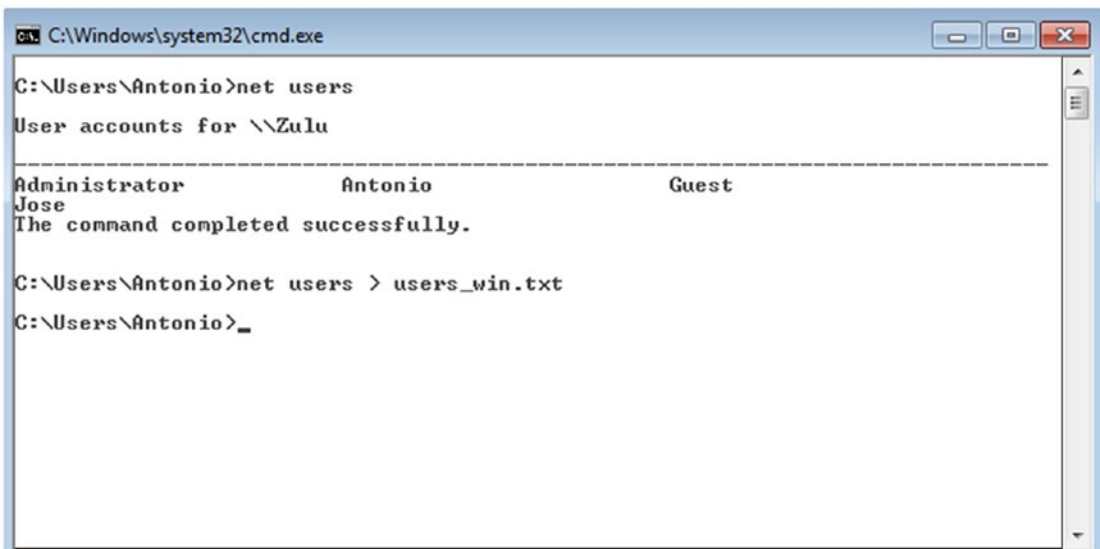 C:\Windows\system32\cmd.exe
C:\Users\Antonio>net users
User accounts for \\Zulu
-------------------------------------------------------------------------------
Administrator Antonio Guest
Jose
The command completed successfully.
C:\Users\Antonio>net users > users_win.txt
C:\Users\Antonio>_